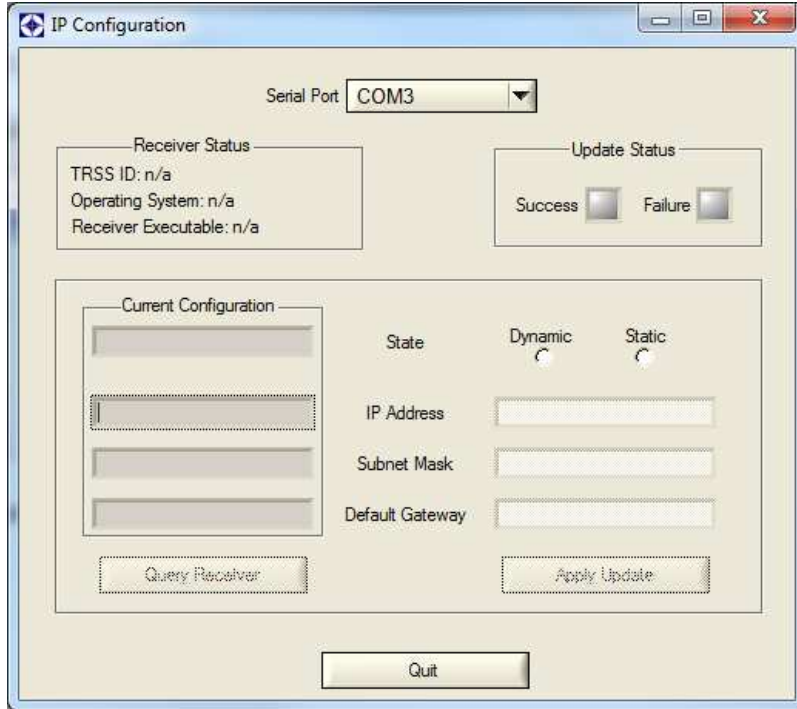 IP Configuration
Serial Port COM3
Receiver Status
TRSS ID: n/a
Operating System: n/a
Receiver Executable: n/a
Update Status
Success Failure
Current Configuration
State Dynamic Static
IP Address
Subnet Mask
Default Gateway
Query Receiver Apply Update
Quit